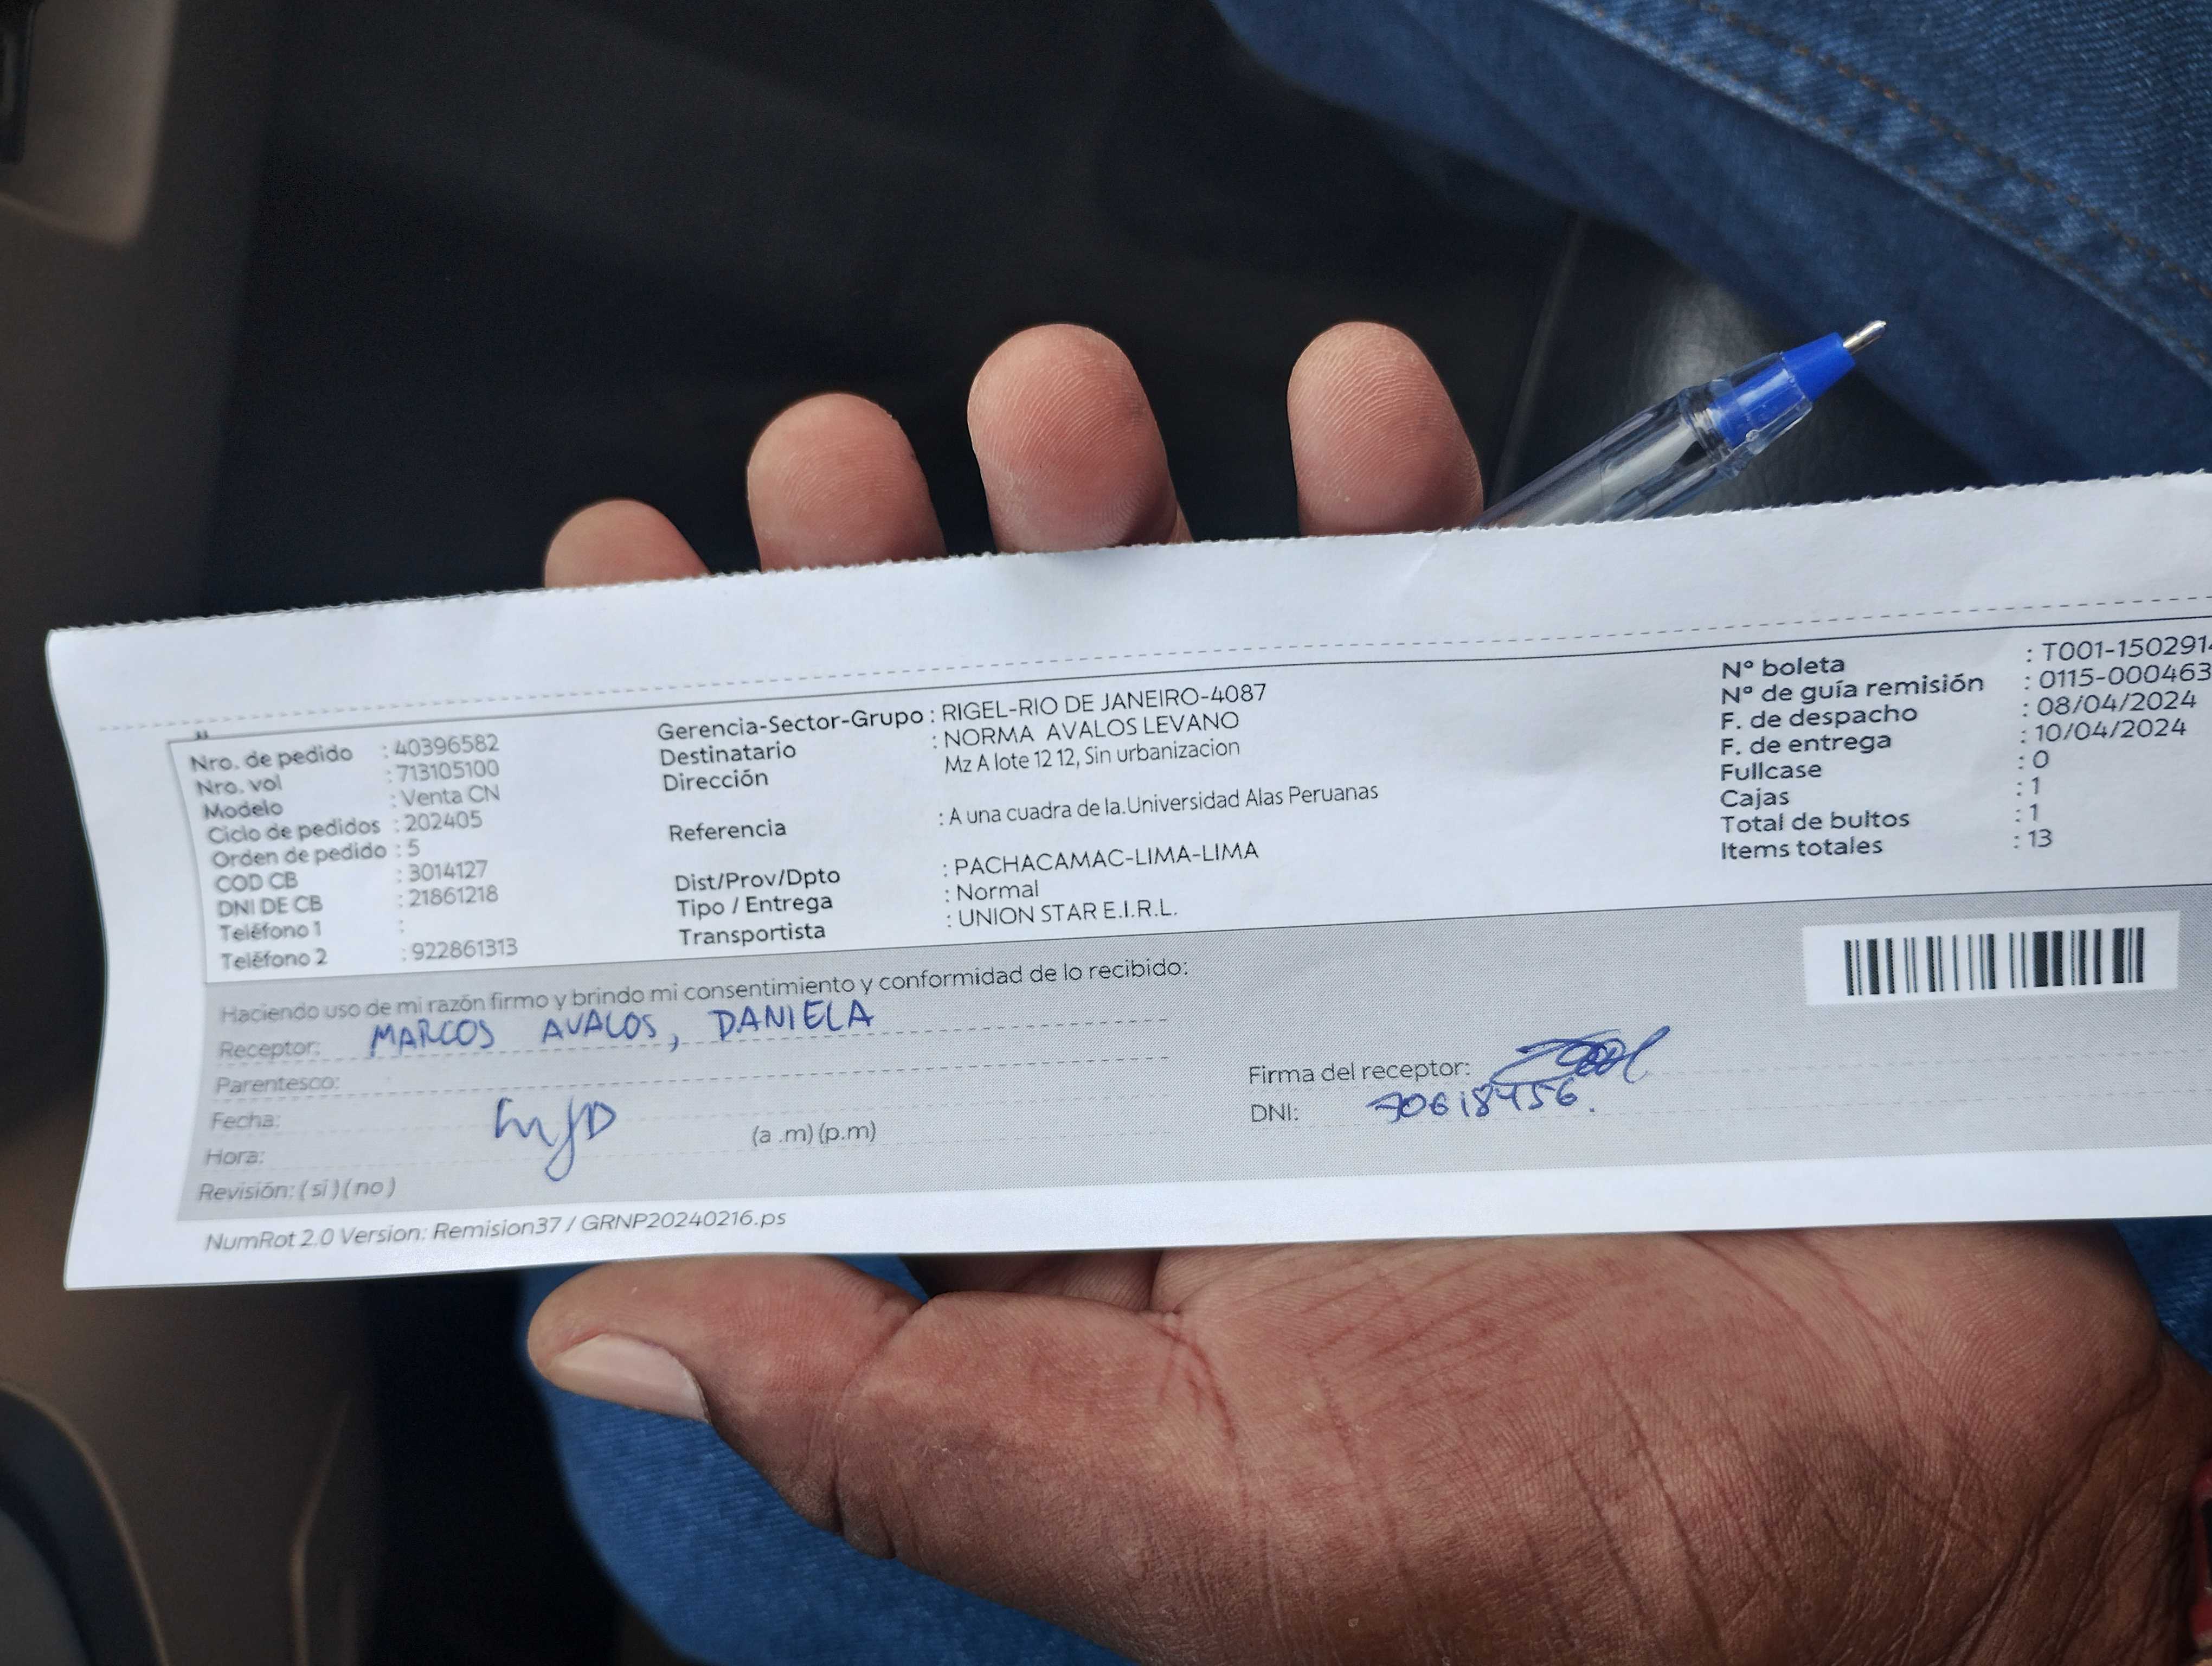 Nro. de pedido : 40396582
Nro. vol : 713105100
Modelo : Venta CN
Ciclo de pedidos : 202405
Orden de pedido : 5
COD CB : 3014127
DNI DE CB : 21861218
Teléfono 1 :
Teléfono 2 : 922861313
Gerencia-Sector-Grupo : RIGEL-RIO DE JANEIRO-4087
Destinatario : NORMA AVALOS LEVANO
Dirección Mz A lote 12 12, Sin urbanizacion
Referencia : A una cuadra de la.Universidad Alas Peruanas
Dist/Prov/Dpto : PACHACAMAC-LIMA-LIMA
Tipo / Entrega : Normal
Transportista : UNION STAR E.I.R.L.
Nº boleta : T001-1502914
Nº de guía remisión : 0115-000463
F. de despacho : 08/04/2024
F. de entrega : 10/04/2024
Fullcase : 0
Cajas : 1
Total de bultos : 1
Items totales : 13
Haciendo uso de mi razón firmo y brindo mi consentimiento y conformidad de lo recibido:
Receptor: MARCOS AVALOS, DANIELA
Parentesco:
Fecha:
Hora: (a .m) (p.m)
Revisión: ( si ) ( no )
Firma del receptor:
DNI: 70618456.
NumRot 2.0 Version: Remision37 / GRNP20240216.ps